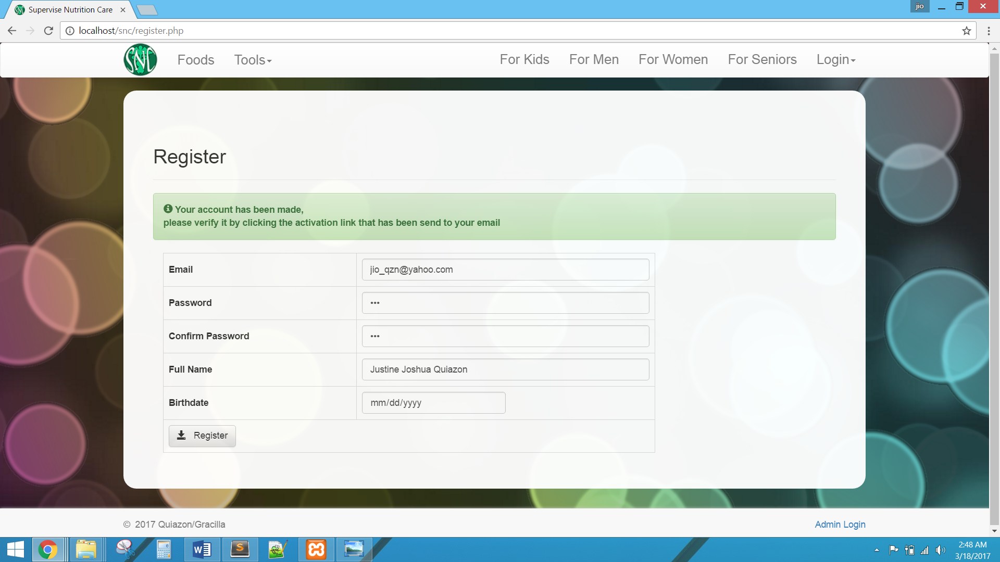 Supervise Nutrition Care
jio
localhost/snc/register.php
SNC
Foods
Tools
For Kids
For Men
For Women
For Seniors
Login
Register
Your account has been made,
please verify it by clicking the activation link that has been send to your email
Email
jio_qzn@yahoo.com
Password
•••
Confirm Password
•••
Full Name
Justine Joshua Quiazon
Birthdate
mm/dd/yyyy
Register
© 2017 Quiazon/Gracilla
Admin Login
2:48 AM
3/18/2017